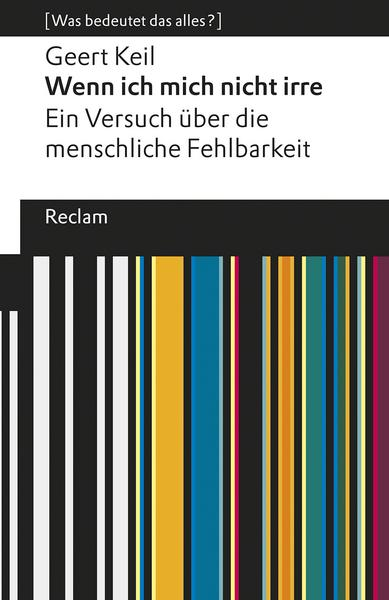 [Was bedeutet das alles?]
Geert Keil
Wenn ich mich nicht irre
Ein Versuch über die
menschliche Fehlbarkeit
Reclam